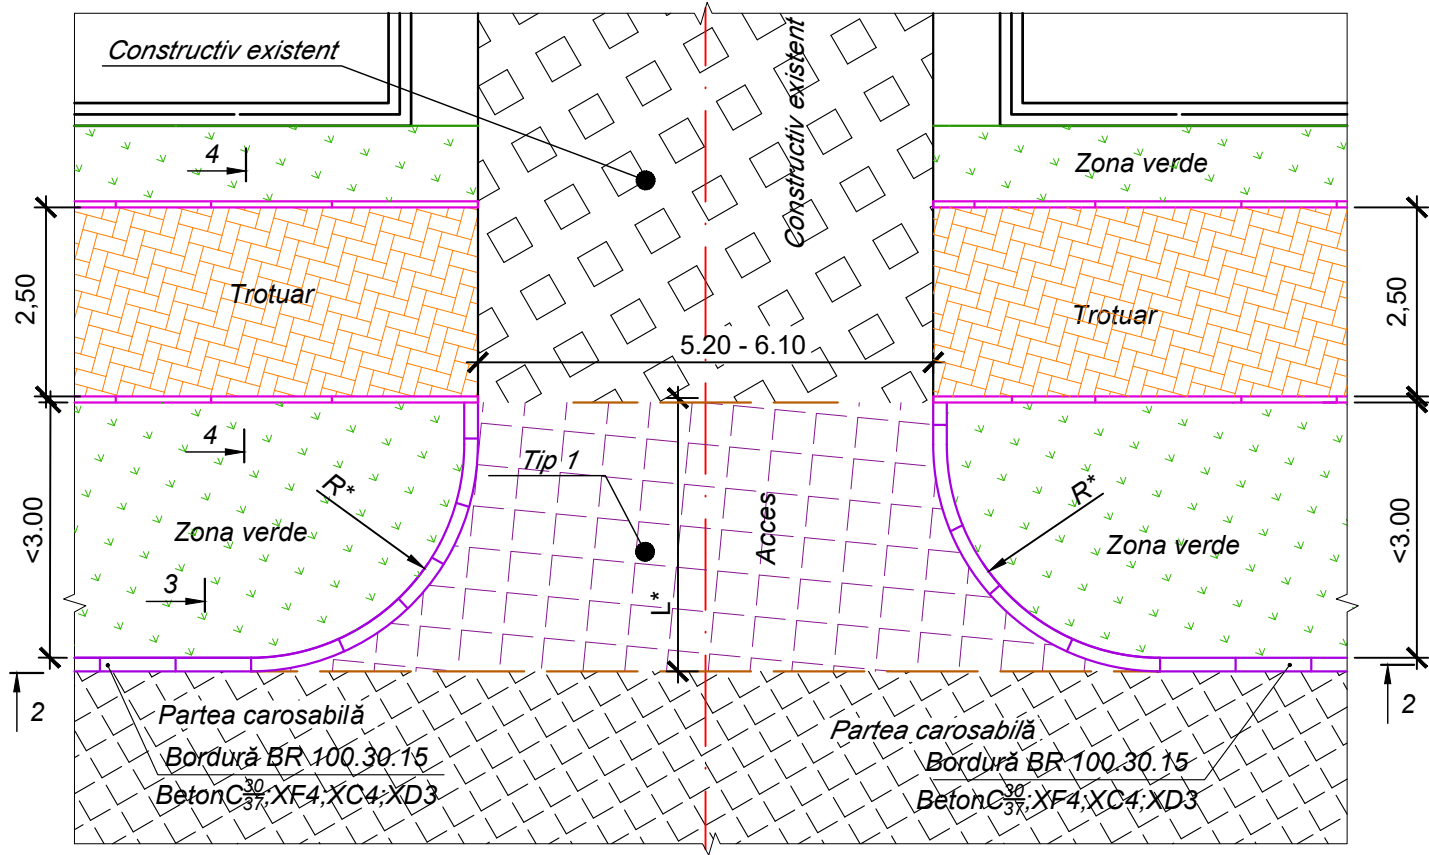 Constructiv existent
Constructiv existent
4
Zona verde
2,50
Trotuar
Trotuar
2,50
5.20 - 6.10
4
Tip 1
R*
R*
<3.00
Zona verde
Acces
Zona verde
<3.00
3
L*
2
2
Partea carosabilă
Partea carosabilă
Bordură BR 100.30.15
BetonC30/37;XF4;XC4;XD3
Bordură BR 100.30.15
BetonC30/37;XF4;XC4;XD3